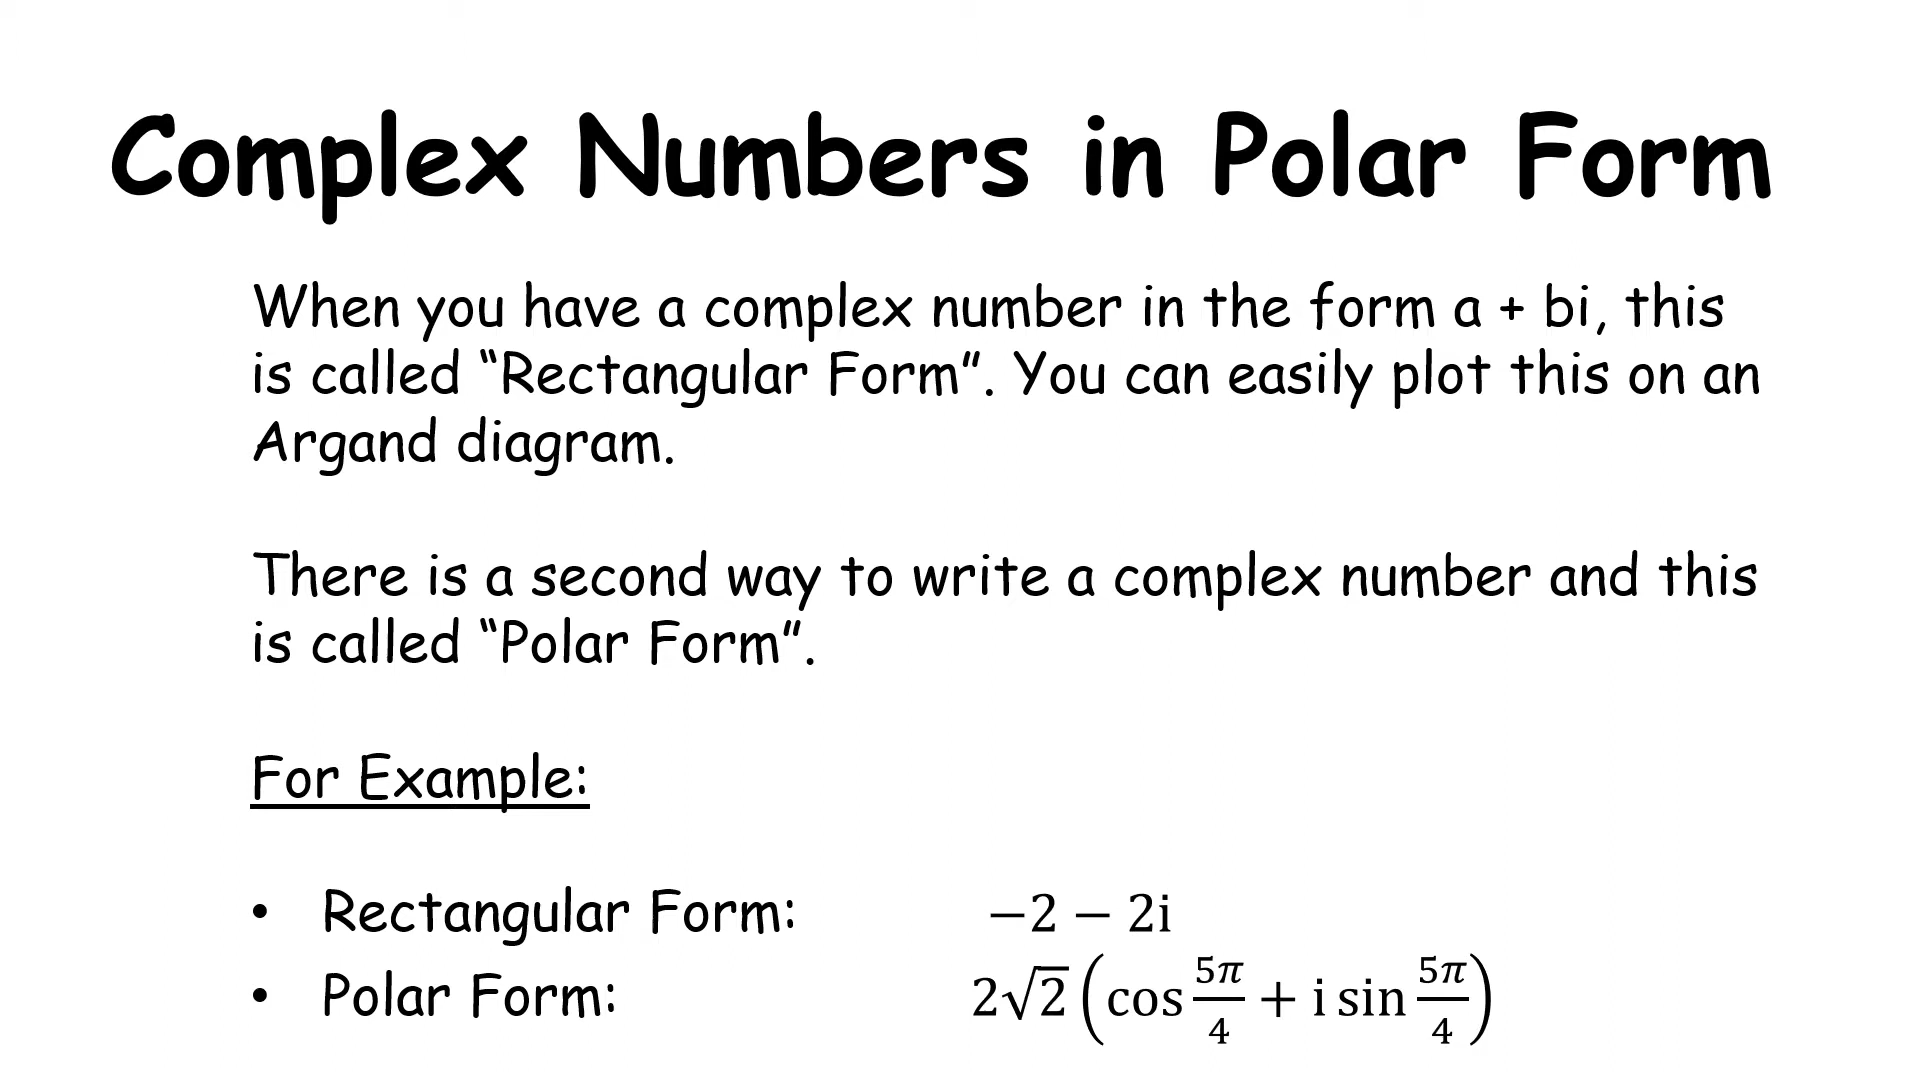 Complex Numbers in Polar Form
When you have a complex number in the form a + bi, this
is called “Rectangular Form”. You can easily plot this on an
Argand diagram.
There is a second way to write a complex number and this
is called “Polar Form”.
For Example:
• Rectangular Form: −2 − 2i
• Polar Form: 2√2 (cos 5π/4 + i sin 5π/4)